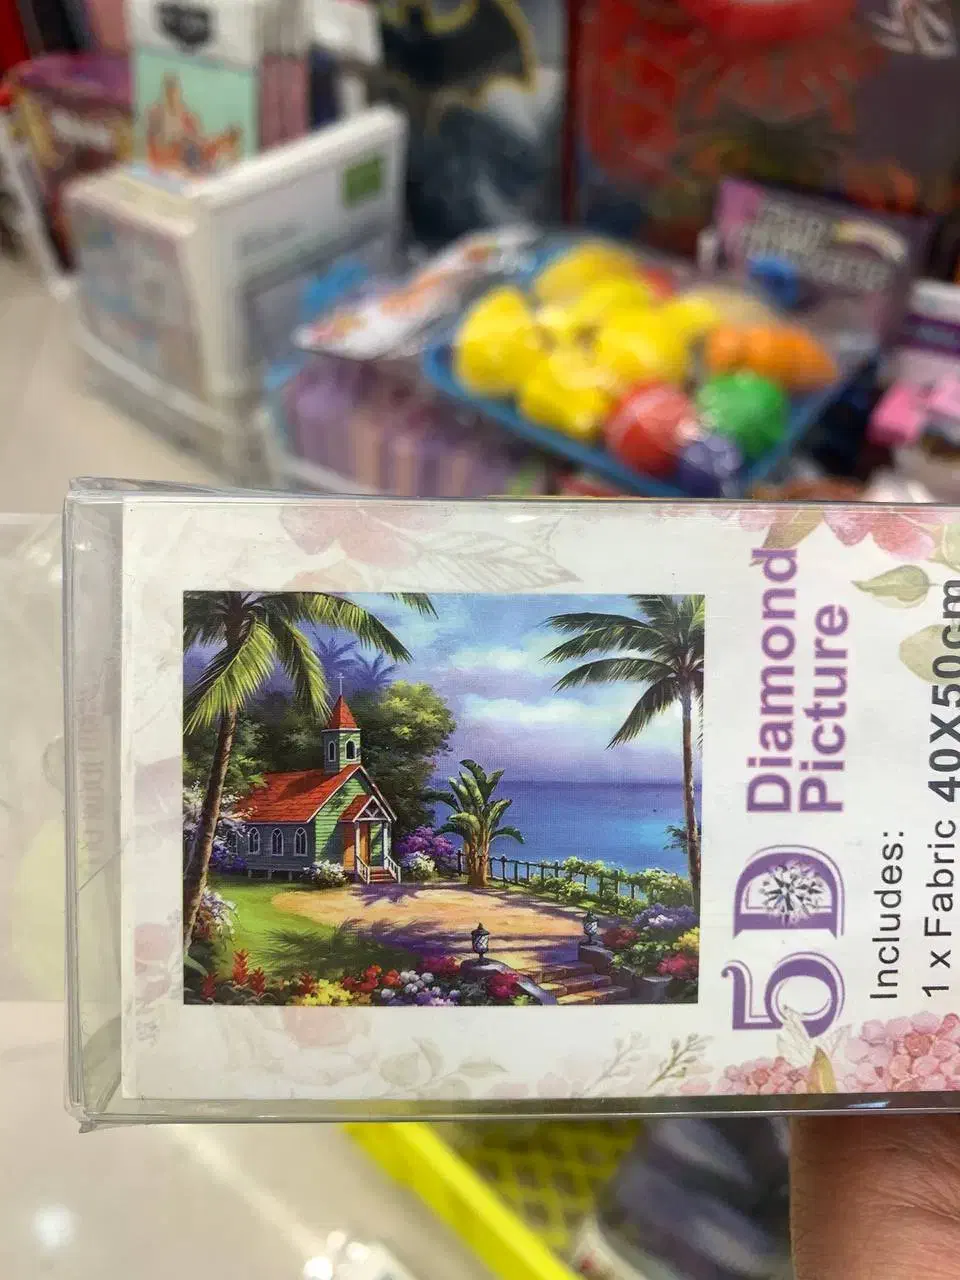 5D Diamond
Picture
Includes:
1 x Fabric 40X50cm